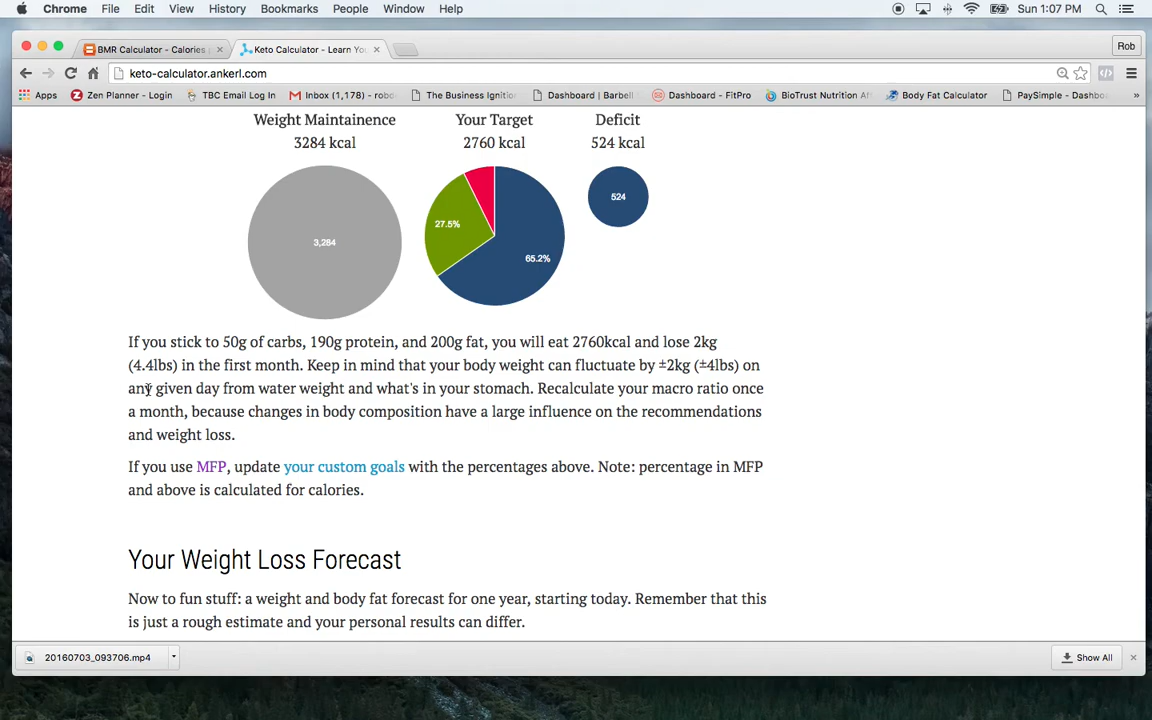 Chrome File Edit View History Bookmarks People Window Help Sun 1:07 PM
BMR Calculator - Calories Keto Calculator - Learn You Rob
keto-calculator.ankerl.com
Apps Zen Planner - Login TBC Email Log In Inbox (1,178) - robo The Business Ignitio Dashboard | Barbell Dashboard - FitPro BioTrust Nutrition Af Body Fat Calculator PaySimple - Dashbo »
Weight Maintainence Your Target Deficit
3284 kcal 2760 kcal 524 kcal
524
27.5%
3,284
65.2%
If you stick to 50g of carbs, 190g protein, and 200g fat, you will eat 2760kcal and lose 2kg
(4.4lbs) in the first month. Keep in mind that your body weight can fluctuate by ±2kg (±4lbs) on
any given day from water weight and what's in your stomach. Recalculate your macro ratio once
a month, because changes in body composition have a large influence on the recommendations
and weight loss.
If you use MFP, update your custom goals with the percentages above. Note: percentage in MFP
and above is calculated for calories.
Your Weight Loss Forecast
Now to fun stuff: a weight and body fat forecast for one year, starting today. Remember that this
is just a rough estimate and your personal results can differ.
20160703_093706.mp4 Show All